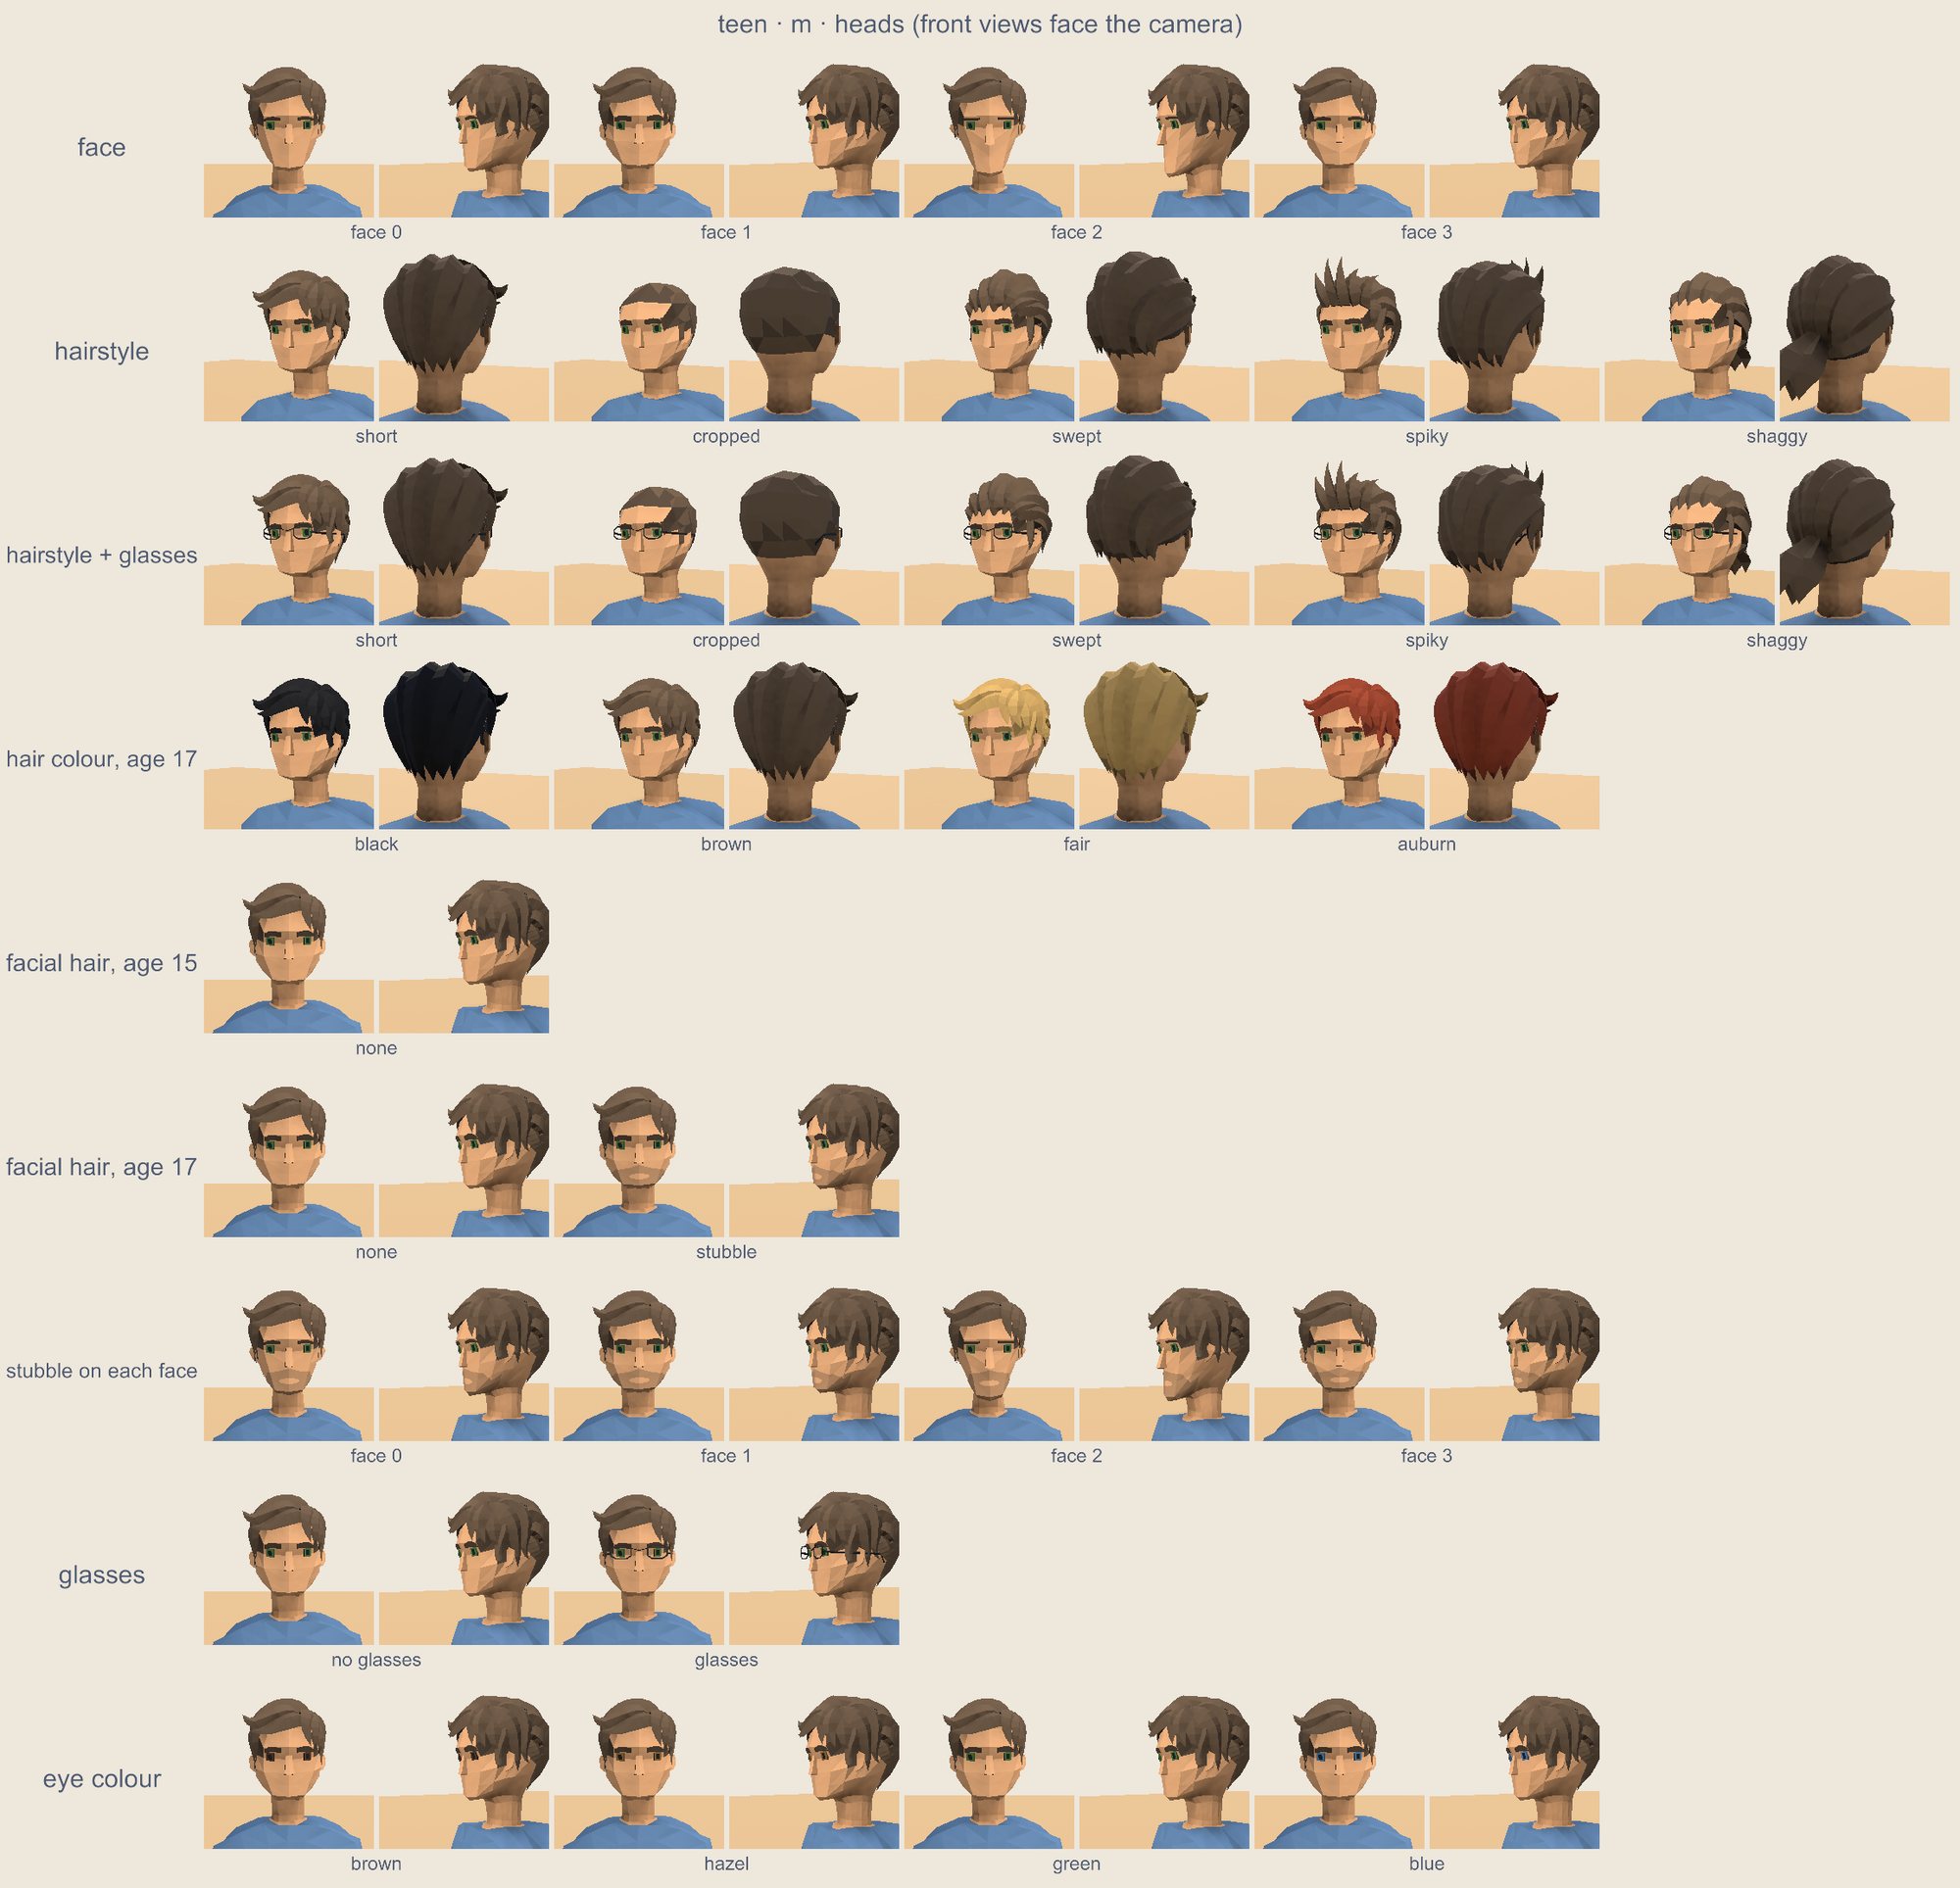 teen · m · heads (front views face the camera)
face
face 0 face 1 face 2 face 3
hairstyle
short cropped swept spiky shaggy
hairstyle + glasses
short cropped swept spiky shaggy
hair colour, age 17
black brown fair auburn
facial hair, age 15
none
facial hair, age 17
none stubble
stubble on each face
face 0 face 1 face 2 face 3
glasses
no glasses glasses
eye colour
brown hazel green blue